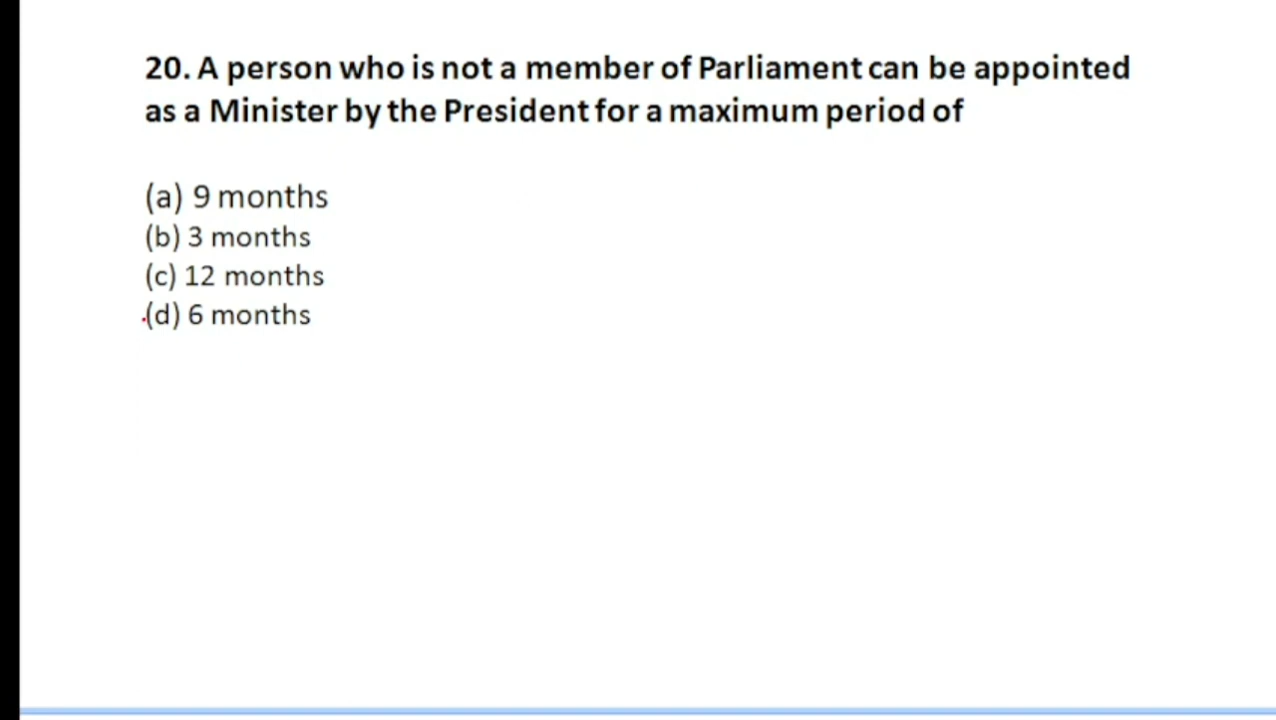 20. A person who is not a member of Parliament can be appointed
as a Minister by the President for a maximum period of
(a) 9 months
(b) 3 months
(c) 12 months
(d) 6 months